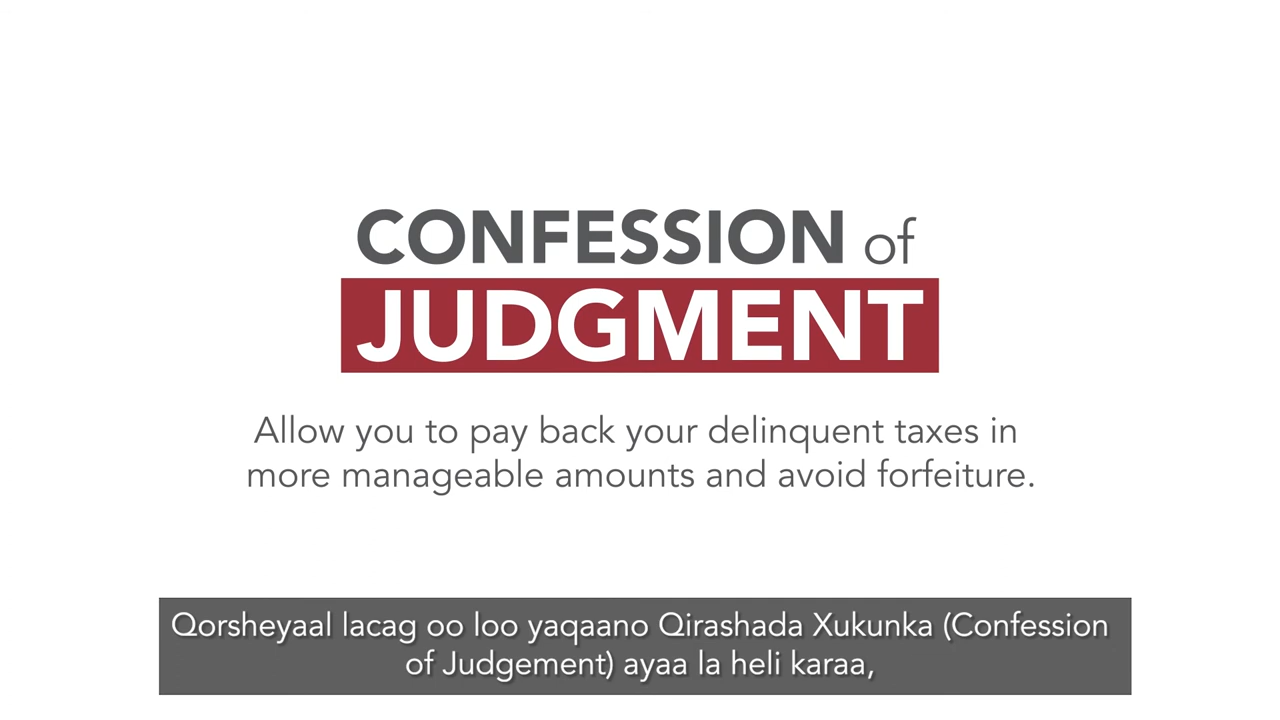 CONFESSION of
JUDGMENT
Allow you to pay back your delinquent taxes in
more manageable amounts and avoid forfeiture.
Qorsheyaal lacag oo loo yaqaano Qirashada Xukunka (Confession
of Judgement) ayaa la heli karaa,